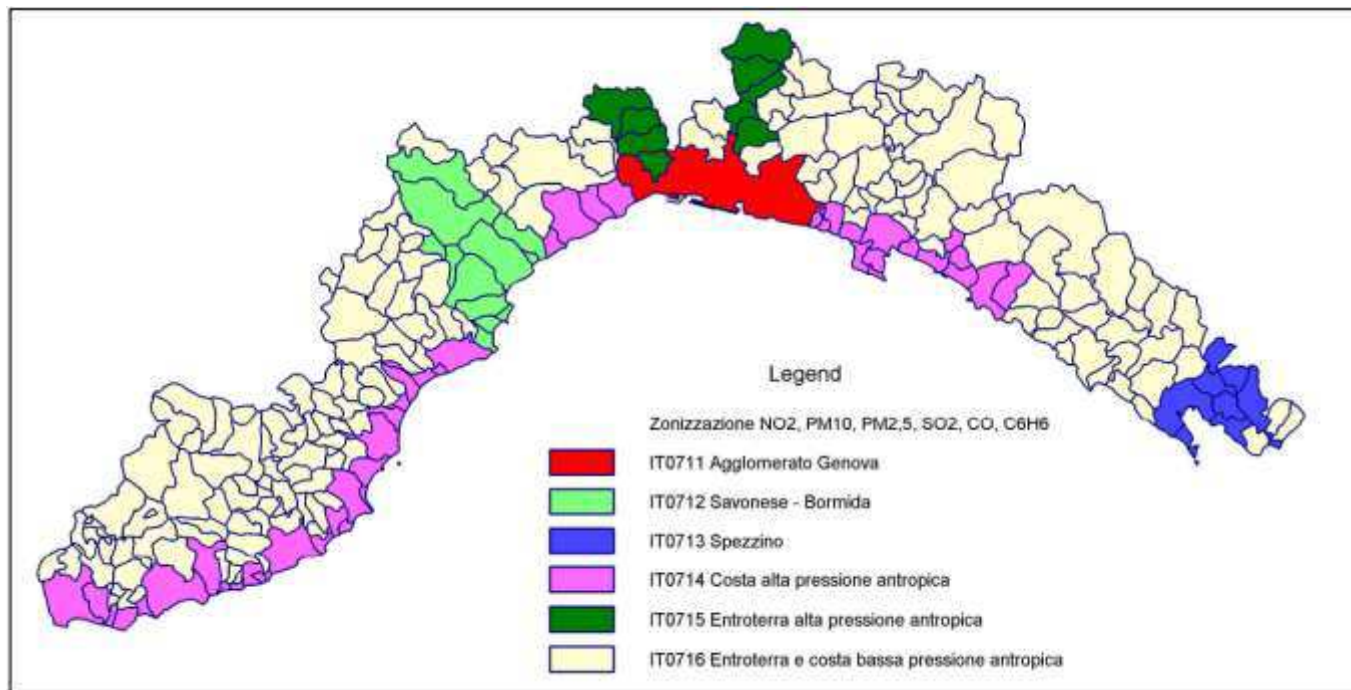 Legend
Zonizzazione NO2, PM10, PM2,5, SO2, CO, C6H6
IT0711 Agglomerato Genova
IT0712 Savonese - Bormida
IT0713 Spezzino
IT0714 Costa alta pressione antropica
IT0715 Entroterra alta pressione antropica
IT0716 Entroterra e costa bassa pressione antropica